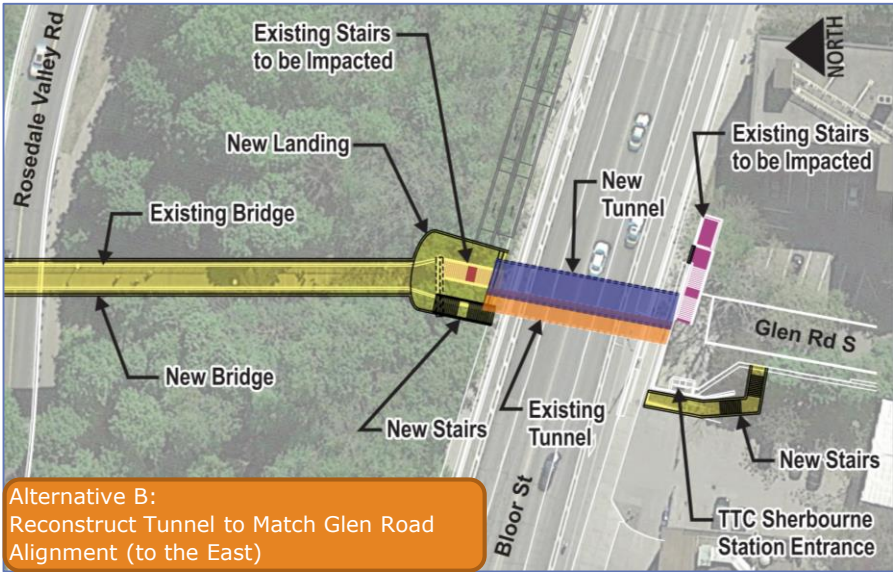 Rosedale Valley Rd
Existing Stairs
to be Impacted
NORTH
New Landing
Existing Stairs
to be Impacted
New
Tunnel
Existing Bridge
Glen Rd S
New Bridge
New Stairs
Existing
Tunnel
New Stairs
Bloor St
TTC Sherbourne
Station Entrance
Alternative B:
Reconstruct Tunnel to Match Glen Road
Alignment (to the East)